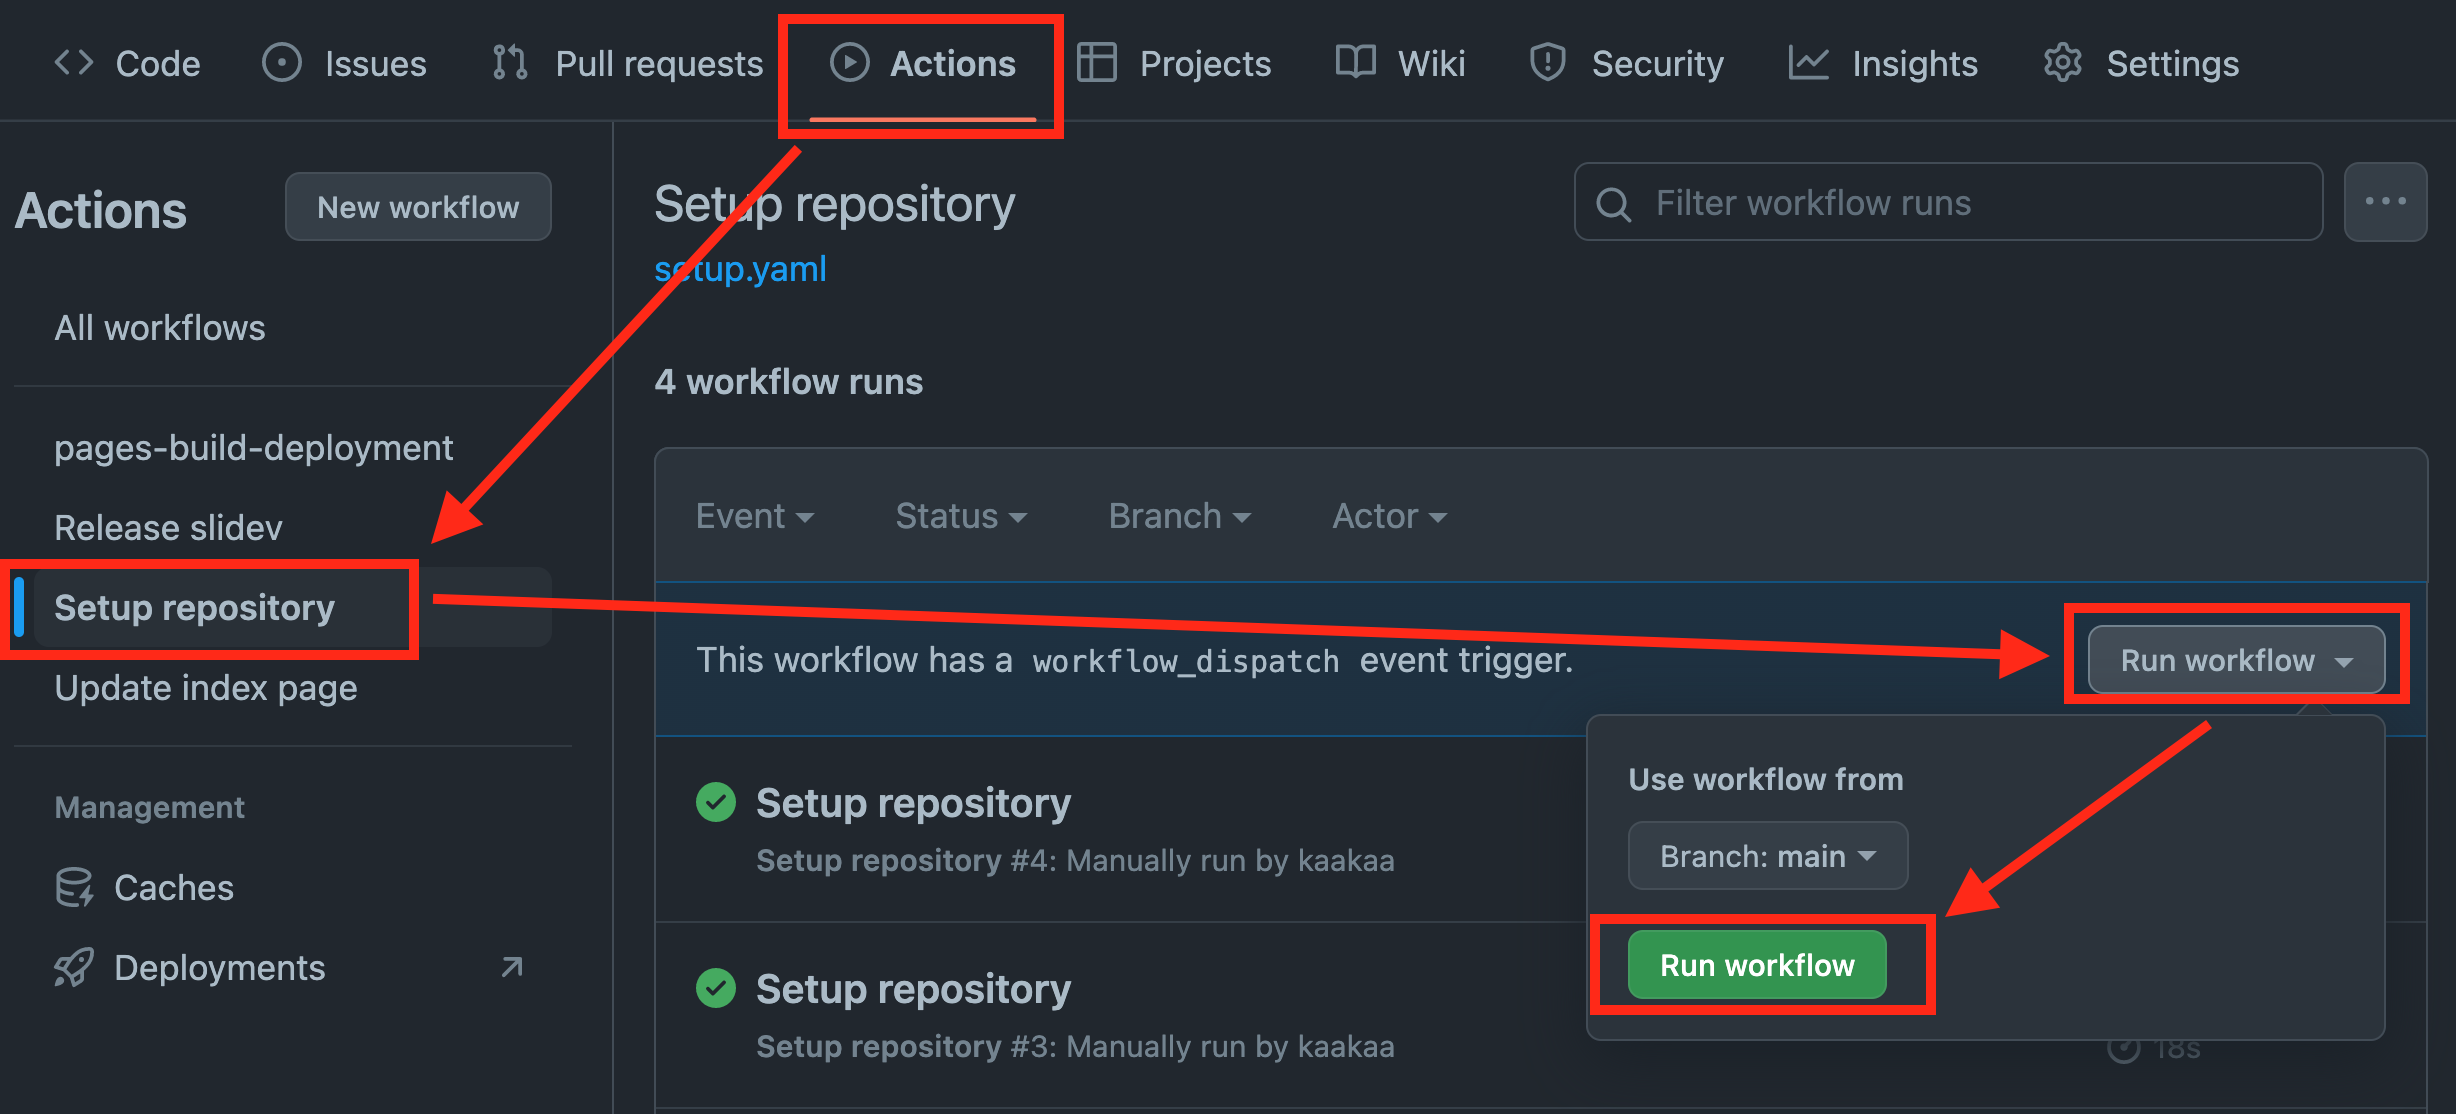 Code Issues Pull requests Actions Projects Wiki Security Insights Settings
Actions
New workflow
All workflows
pages-build-deployment
Release slidev
Setup repository
Update index page
Management
Caches
Deployments
Setup repository
setup.yaml
Filter workflow runs
4 workflow runs
Event Status Branch Actor
This workflow has a workflow_dispatch event trigger.
Run workflow
Use workflow from
Branch: main
Run workflow
Setup repository
Setup repository #4: Manually run by kaakaa
Setup repository
Setup repository #3: Manually run by kaakaa
18s